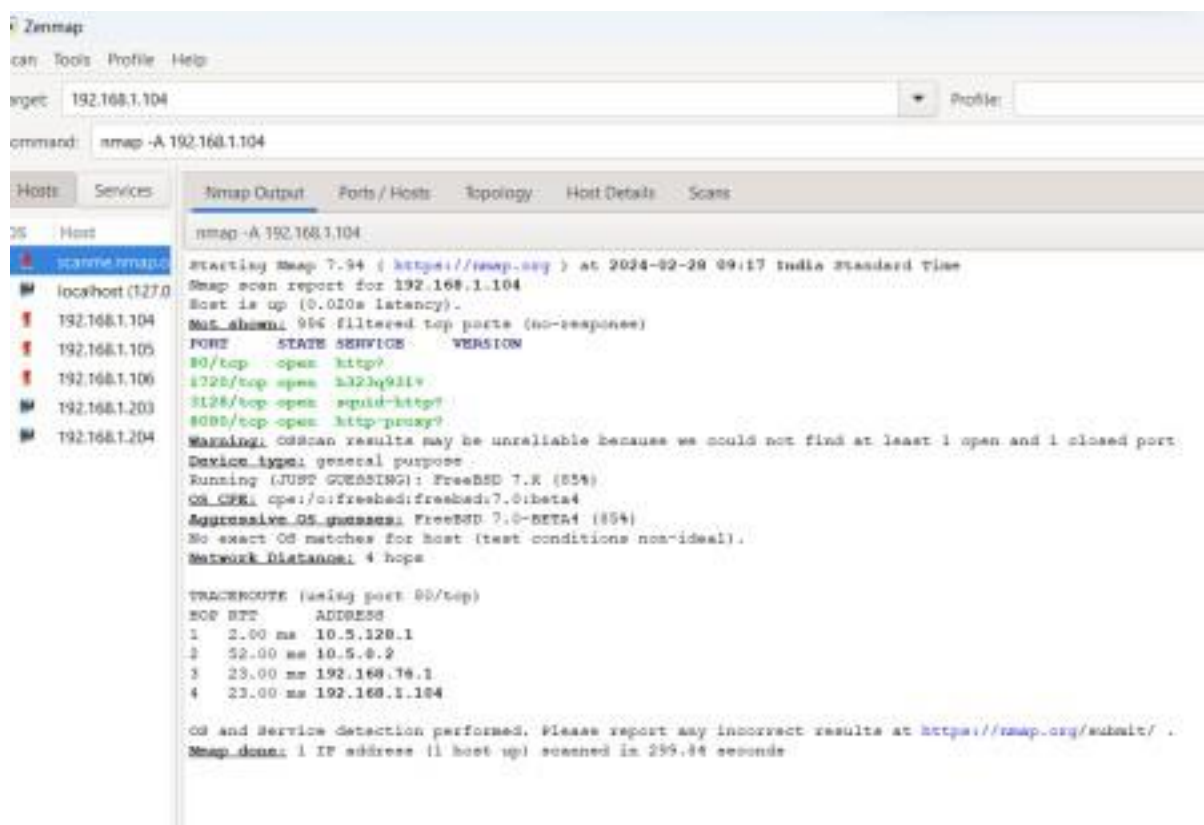 Zenmap
can Tools Profile Help
arget: 192.168.1.104 Profile:
ommand: nmap -A 192.168.1.104
Hosts Services
Nmap Output Ports / Hosts Topology Host Details Scans
OS Host
nmap -A 192.168.1.104
scanme.nmap.o
localhost (127.0
192.168.1.104
192.168.1.105
192.168.1.106
192.168.1.203
192.168.1.204
Starting Nmap 7.94 ( https://nmap.org ) at 2024-02-28 09:17 India Standard Time
Nmap scan report for 192.168.1.104
Host is up (0.020s latency).
Not shown: 996 filtered tcp ports (no-response)
PORT STATE SERVICE VERSION
80/tcp open http?
1720/tcp open h323q931?
3128/tcp open squid-http?
8080/tcp open http-proxy?
Warning: OSScan results may be unreliable because we could not find at least 1 open and 1 closed port
Device type: general purpose
Running (JUST GUESSING): FreeBSD 7.X (85%)
OS CPE: cpe:/o:freebsd:freebsd:7.0:beta4
Aggressive OS guesses: FreeBSD 7.0-BETA4 (85%)
No exact OS matches for host (test conditions non-ideal).
Network Distance: 4 hops
TRACEROUTE (using port 80/tcp)
HOP RTT ADDRESS
1 2.00 ms 10.5.128.1
2 52.00 ms 10.5.0.2
3 23.00 ms 192.168.76.1
4 23.00 ms 192.168.1.104
OS and Service detection performed. Please report any incorrect results at https://nmap.org/submit/ .
Nmap done: 1 IP address (1 host up) scanned in seconds